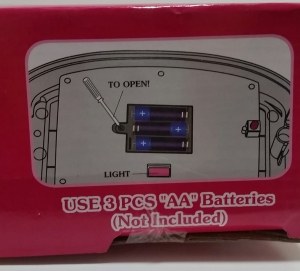 TO OPEN!
LIGHT
USE 3 PCS "AA" Batteries
(Not Included)